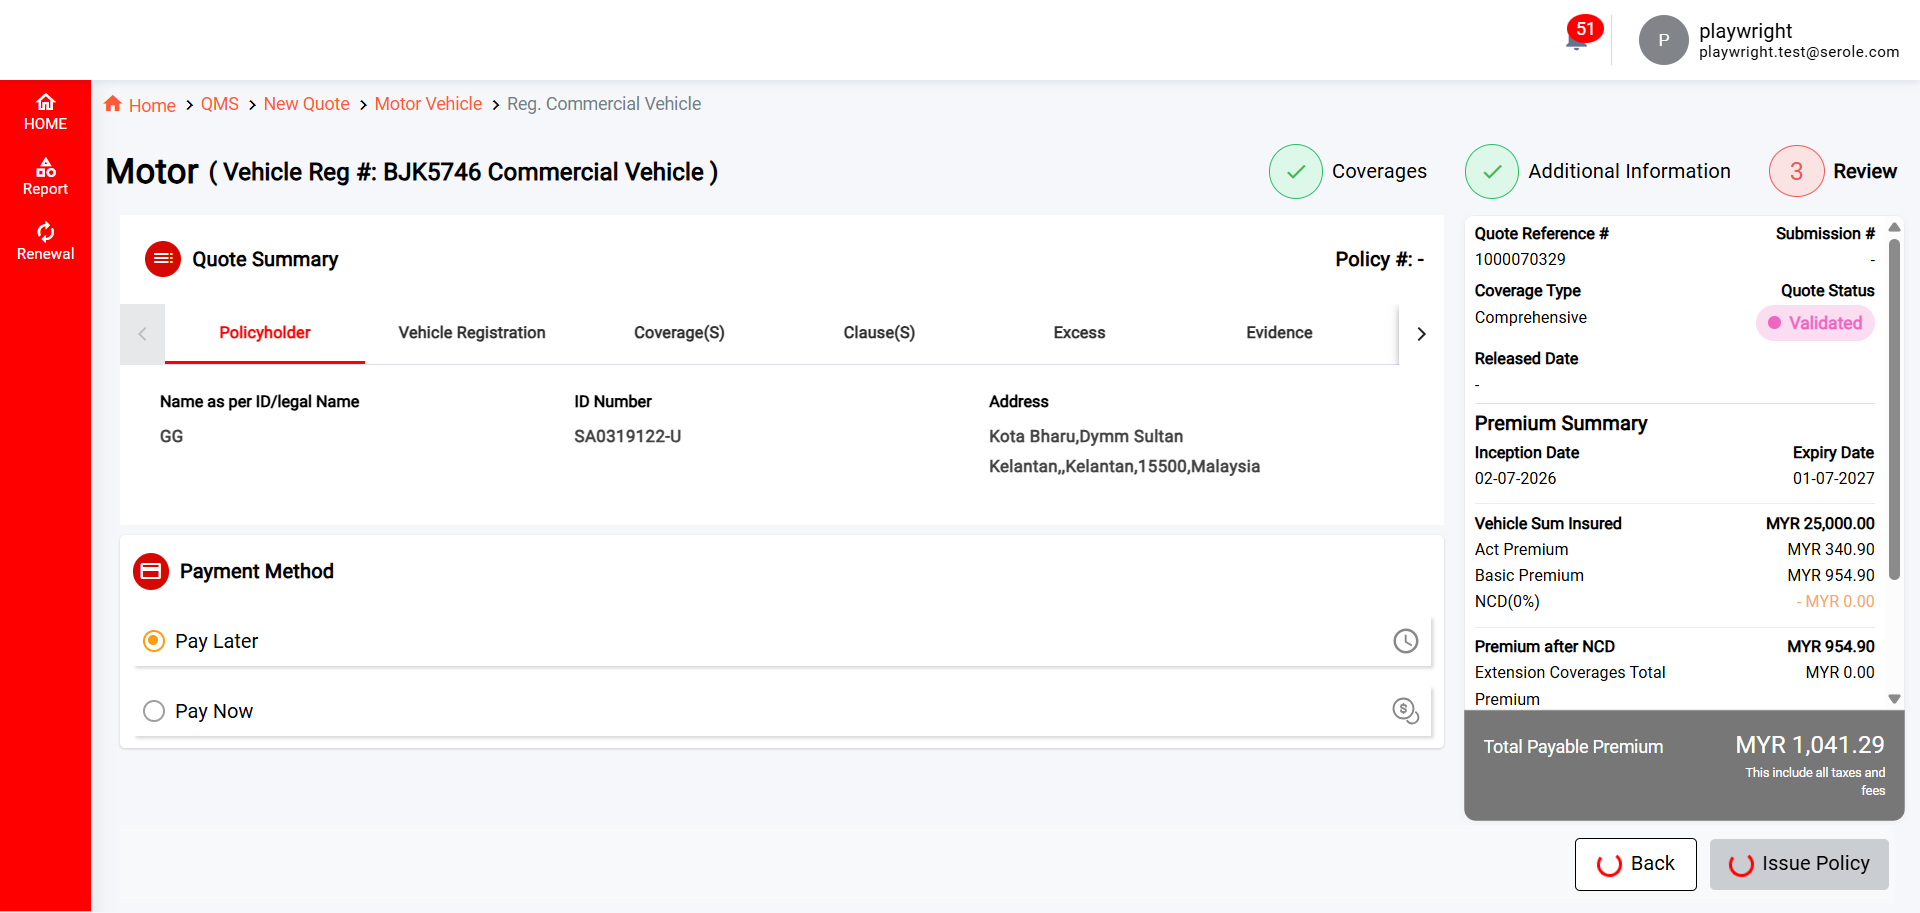 51
P
playwright
playwright.test@serole.com
HOME
Report
Renewal
Home > QMS > New Quote > Motor Vehicle > Reg. Commercial Vehicle
Motor ( Vehicle Reg #: BJK5746 Commercial Vehicle )
Coverages
Additional Information
3 Review
Quote Summary
Policy #: -
Policyholder Vehicle Registration Coverage(S) Clause(S) Excess Evidence
Name as per ID/legal Name
GG
ID Number
SA0319122-U
Address
Kota Bharu,Dymm Sultan
Kelantan,,Kelantan,15500,Malaysia
Payment Method
Pay Later
Pay Now
Quote Reference # Submission #
1000070329 -
Coverage Type Quote Status
Comprehensive Validated
Released Date
-
Premium Summary
Inception Date Expiry Date
02-07-2026 01-07-2027
Vehicle Sum Insured MYR 25,000.00
Act Premium MYR 340.90
Basic Premium MYR 954.90
NCD(0%) - MYR 0.00
Premium after NCD MYR 954.90
Extension Coverages Total MYR 0.00
Premium
Total Payable Premium MYR 1,041.29
This include all taxes and
fees
Back
Issue Policy